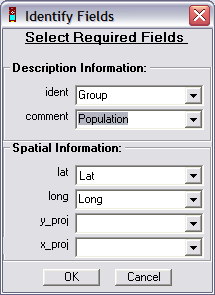 Identify Fields
Select Required Fields
Description Information:
ident Group
comment Population
Spatial Information:
lat Lat
long Long
y_proj
x_proj
OK Cancel